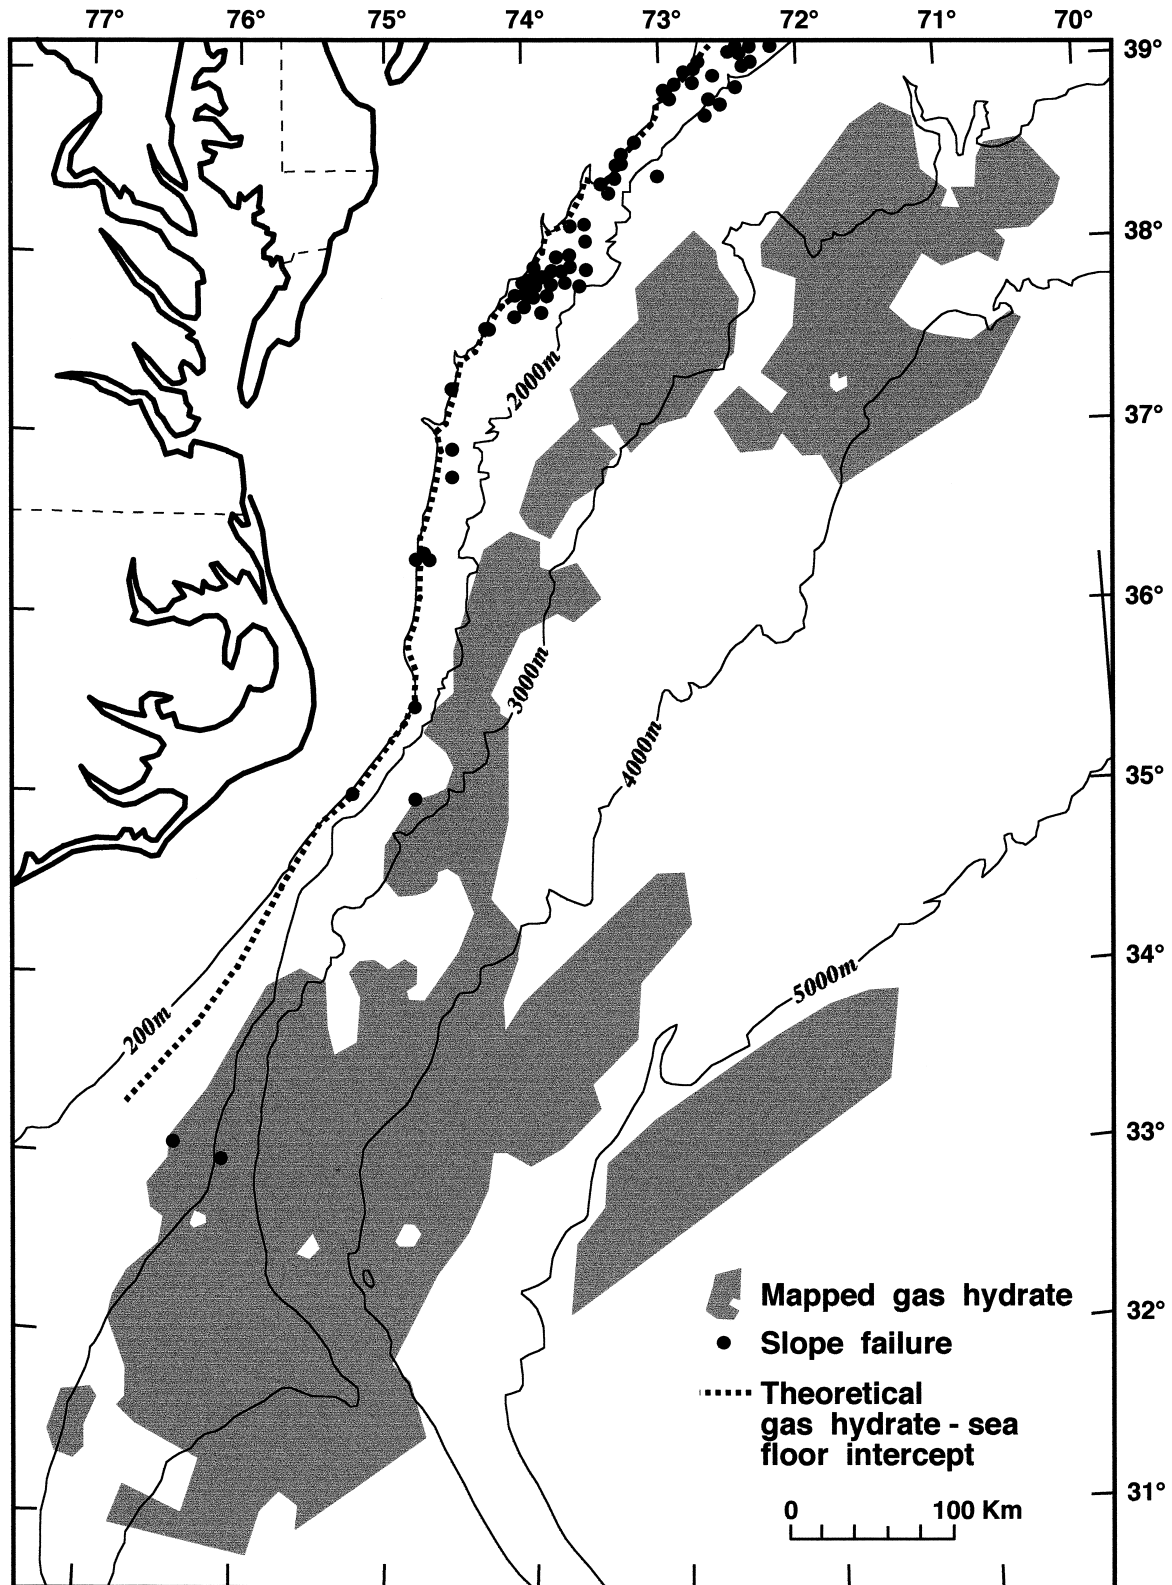 77° 76° 75° 74° 73° 72° 71° 70°
39°
38°
2000m
37°
36°
3000m
4000m
35°
34°
5000m
200m
33°
Mapped gas hydrate
32°
Slope failure
Theoretical
gas hydrate - sea
floor intercept
0 100 Km
31°